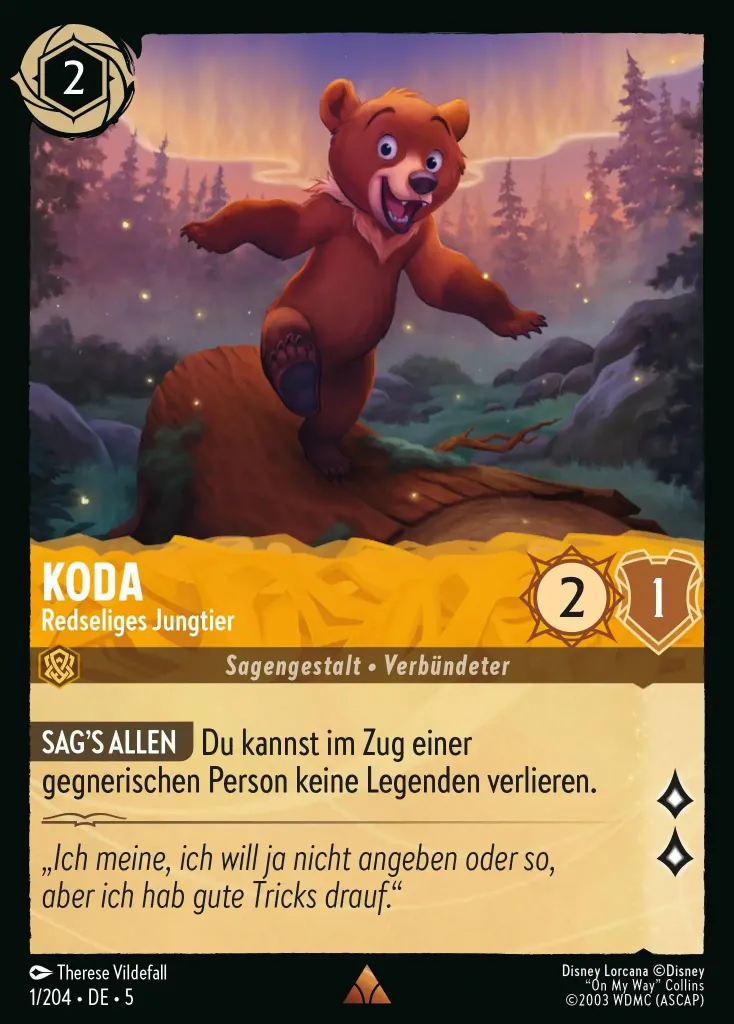 2
KODA
Redseliges Jungtier
2
1
Sagengestalt • Verbündeter
SAG'S ALLEN Du kannst im Zug einer
gegnerischen Person keine Legenden verlieren.
„Ich meine, ich will ja nicht angeben oder so,
aber ich hab gute Tricks drauf.“
Therese Vildefall
1/204 • DE • 5
Disney Lorcana ©Disney
“On My Way” Collins
©2003 WDMC (ASCAP)